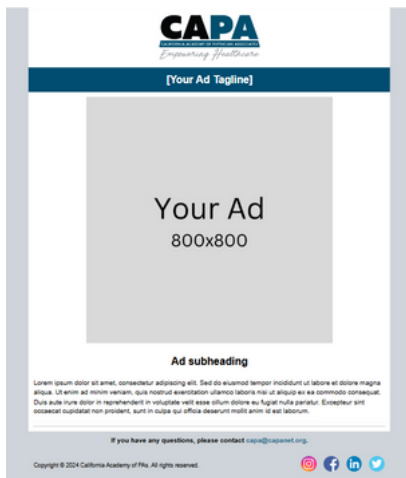 CAPA
CALIFORNIA ACADEMY OF PHYSICIAN ASSOCIATES
Empowering Healthcare
[Your Ad Tagline]
Your Ad
800x800
Ad subheading
Lorem ipsum dolor sit amet, consectetur adipiscing elit. Sed do eiusmod tempor incididunt ut labore et dolore magna
aliqua. Ut enim ad minim veniam, quis nostrud exercitation ullamco laboris nisi ut aliquip ex ea commodo consequat.
Duis aute irure dolor in reprehenderit in voluptate velit esse cillum dolore eu fugiat nulla pariatur. Excepteur sint
occaecat cupidatat non proident, sunt in culpa qui officia deserunt mollit anim id est laborum.
If you have any questions, please contact capa@capanet.org.
Copyright © 2024 California Academy of PAs. All rights reserved.